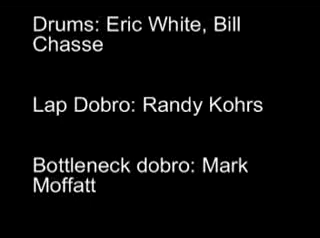 Drums: Eric White, Bill
Chasse
Lap Dobro: Randy Kohrs
Bottleneck dobro: Mark
Moffatt